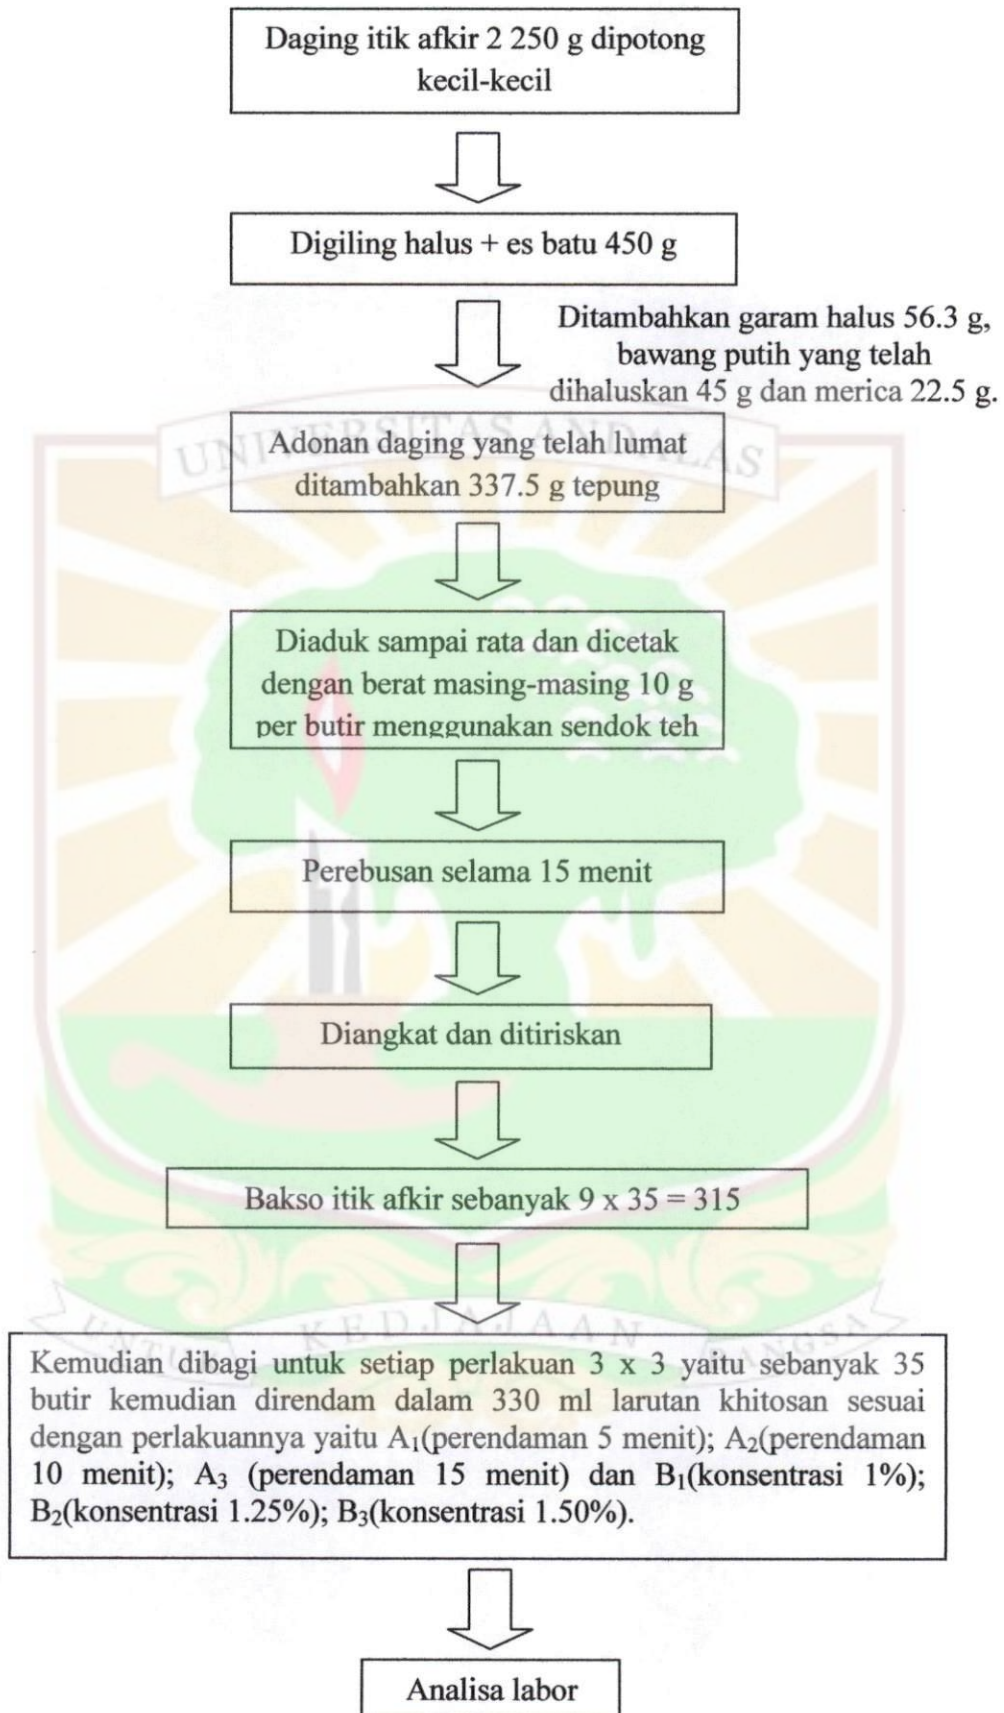 Daging itik afkir 2 250 g dipotong
kecil-kecil
Digiling halus + es batu 450 g
Ditambahkan garam halus 56.3 g,
bawang putih yang telah
dihaluskan 45 g dan merica 22.5 g.
UNIVERSITAS ANDALAS
Adonan daging yang telah lumat
ditambahkan 337.5 g tepung
Diaduk sampai rata dan dicetak
dengan berat masing-masing 10 g
per butir menggunakan sendok teh
Perebusan selama 15 menit
Diangkat dan ditiriskan
Bakso itik afkir sebanyak 9 x 35 = 315
UNTUK KEDJAJAAN BANGSA
Kemudian dibagi untuk setiap perlakuan 3 x 3 yaitu sebanyak 35
butir kemudian direndam dalam 330 ml larutan khitosan sesuai
dengan perlakuannya yaitu A₁(perendaman 5 menit); A₂(perendaman
10 menit); A₃ (perendaman 15 menit) dan B₁(konsentrasi 1%);
B₂(konsentrasi 1.25%); B₃(konsentrasi 1.50%).
Analisa labor